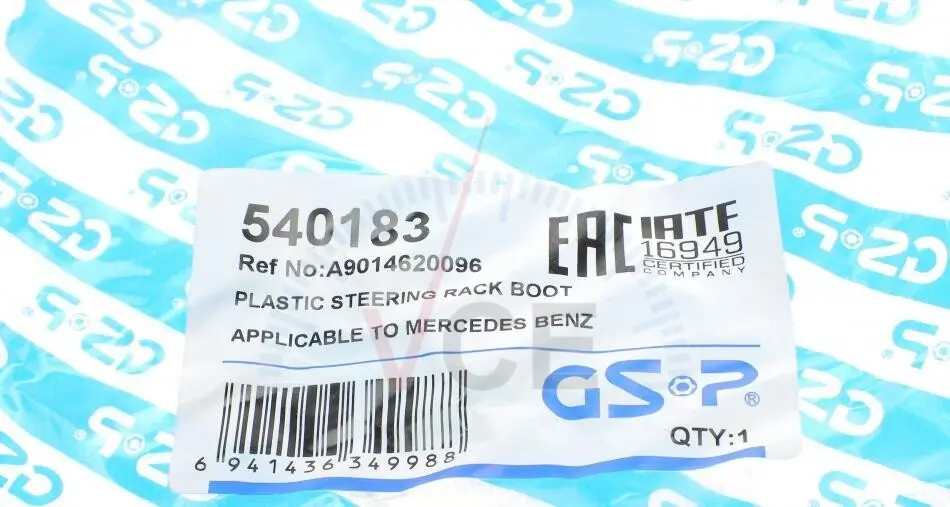 540183
Ref No:A9014620096
PLASTIC STEERING RACK BOOT
APPLICABLE TO MERCEDES BENZ
EAC
IATF
16949
CERTIFIED
COMPANY
VCE
GSP®
QTY:1
6 941436 349988